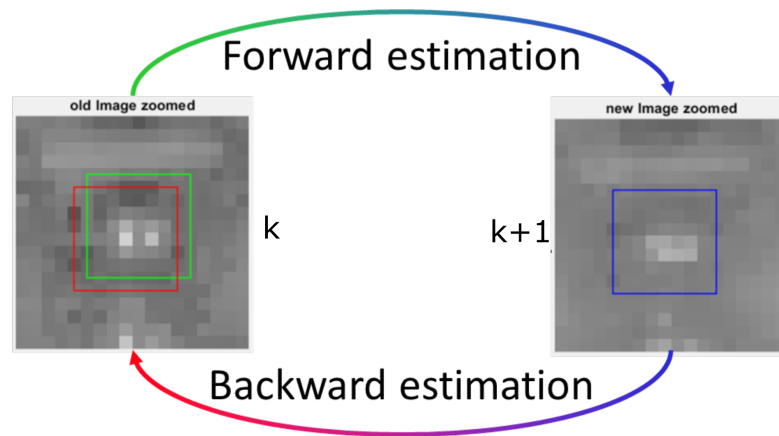 Forward estimation
old Image zoomed
new Image zoomed
k
k+1
Backward estimation